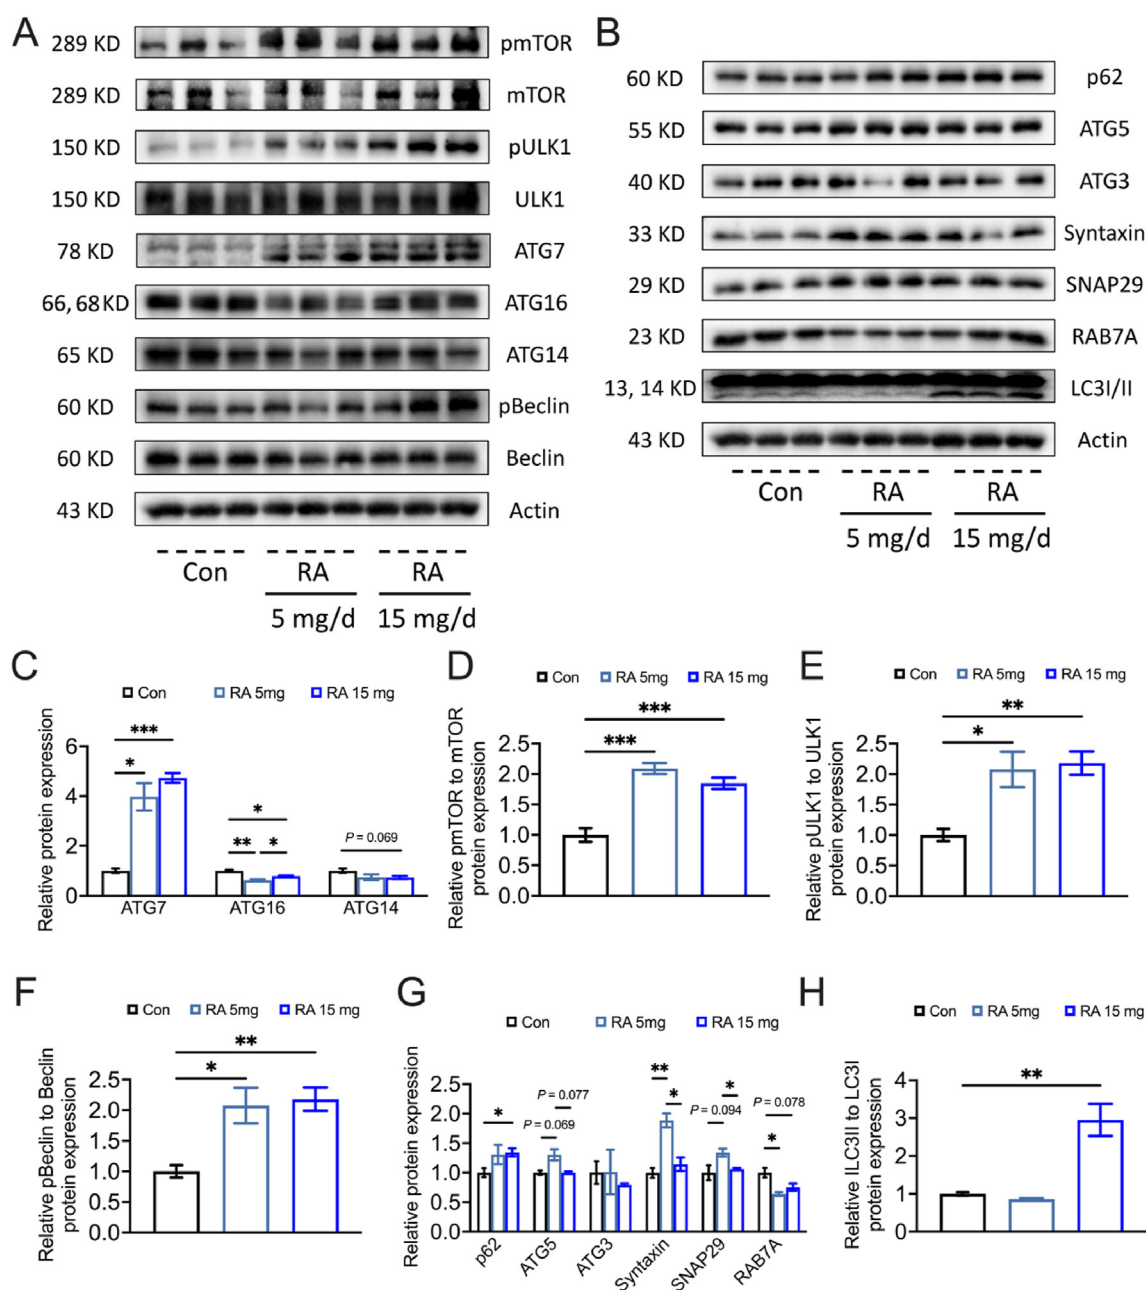 A
289 KD pmTOR
289 KD mTOR
150 KD pULK1
150 KD ULK1
78 KD ATG7
66, 68 KD ATG16
65 KD ATG14
60 KD pBeclin
60 KD Beclin
43 KD Actin
Con RA RA
5 mg/d 15 mg/d
B
60 KD p62
55 KD ATG5
40 KD ATG3
33 KD Syntaxin
29 KD SNAP29
23 KD RAB7A
13, 14 KD LC3I/II
43 KD Actin
Con RA RA
5 mg/d 15 mg/d
C
Con RA 5mg RA 15 mg
Relative protein expression
6
4
2
0
*** 
*
*
** *
P = 0.069
ATG7 ATG16 ATG14
D
Con RA 5mg RA 15 mg
Relative pmTOR to mTOR
protein expression
2.5
2.0
1.5
1.0
0.5
0.0
***
***
E
Con RA 5mg RA 15 mg
Relative pULK1 to ULK1
protein expression
2.5
2.0
1.5
1.0
0.5
0.0
**
*
F
Con RA 5mg RA 15 mg
Relative pBeclin to Beclin
protein expression
2.5
2.0
1.5
1.0
0.5
0.0
**
*
G
Con RA 5mg RA 15 mg
Relative protein expression
2.5
2.0
1.5
1.0
0.5
0.0
*
P = 0.077
P = 0.069
**
*
*
P = 0.094
P = 0.078
*
p62 ATG5 ATG3 Syntaxin SNAP29 RAB7A
H
Con RA 5mg RA 15 mg
Relative lLC3II to LC3I
protein expression
4
3
2
1
0
**